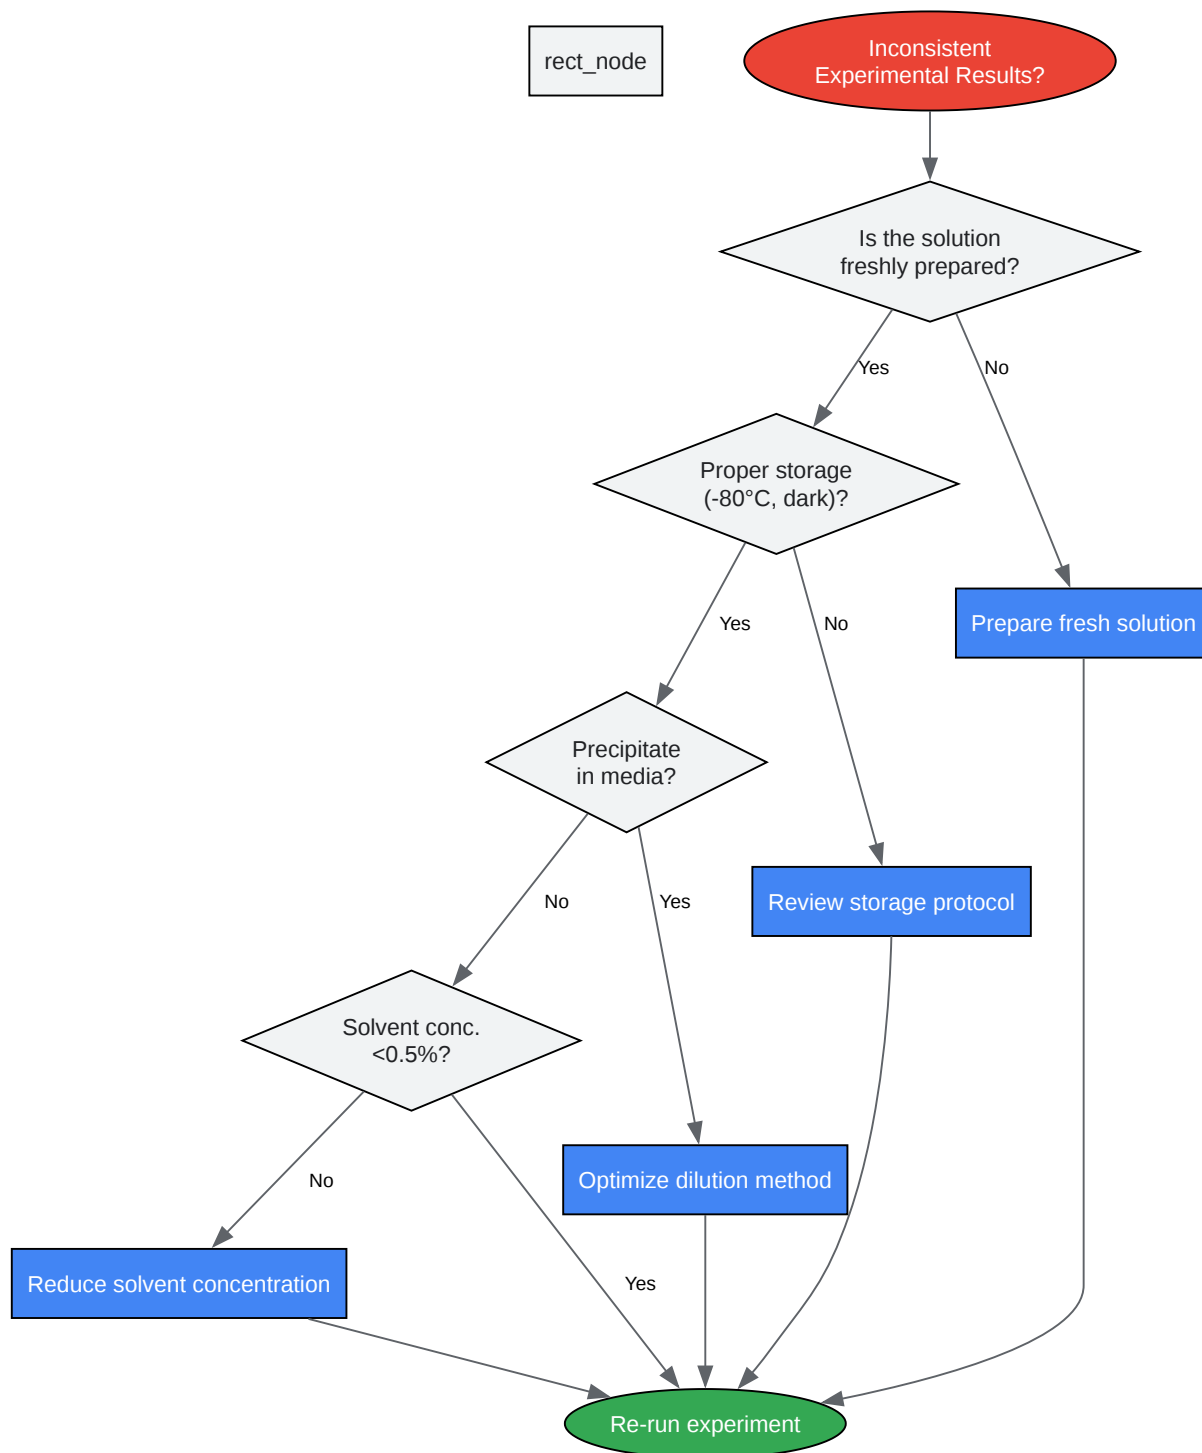 rect_node
Inconsistent
Experimental Results?
Is the solution
freshly prepared?
Yes
No
Proper storage
(-80°C, dark)?
Yes
No
Prepare fresh solution
Precipitate
in media?
No
Yes
Review storage protocol
Solvent conc.
<0.5%?
No
Optimize dilution method
Yes
Reduce solvent concentration
Re-run experiment